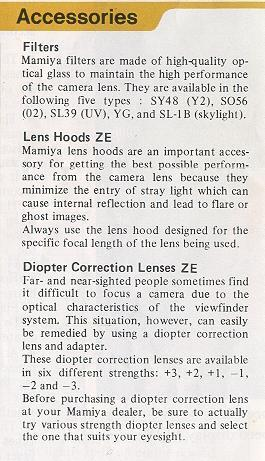 Accessories
Filters
Mamiya filters are made of high-quality op-
tical glass to maintain the high performance
of the camera lens. They are available in the
following five types : SY48 (Y2), SO56
(02), SL39 (UV), YG, and SL-1B (skylight).
Lens Hoods ZE
Mamiya lens hoods are an important acces-
sory for getting the best possible perform-
ance from the camera lens because they
minimize the entry of stray light which can
cause internal reflection and lead to flare or
ghost images.
Always use the lens hood designed for the
specific focal length of the lens being used.
Diopter Correction Lenses ZE
Far- and near-sighted people sometimes find
it difficult to focus a camera due to the
optical characteristics of the viewfinder
system. This situation, however, can easily
be remedied by using a diopter correction
lens and adapter.
These diopter correction lenses are available
in six different strengths: +3, +2, +1, −1,
−2 and −3.
Before purchasing a diopter correction lens
at your Mamiya dealer, be sure to actually
try various strength diopter lenses and select
the one that suits your eyesight.